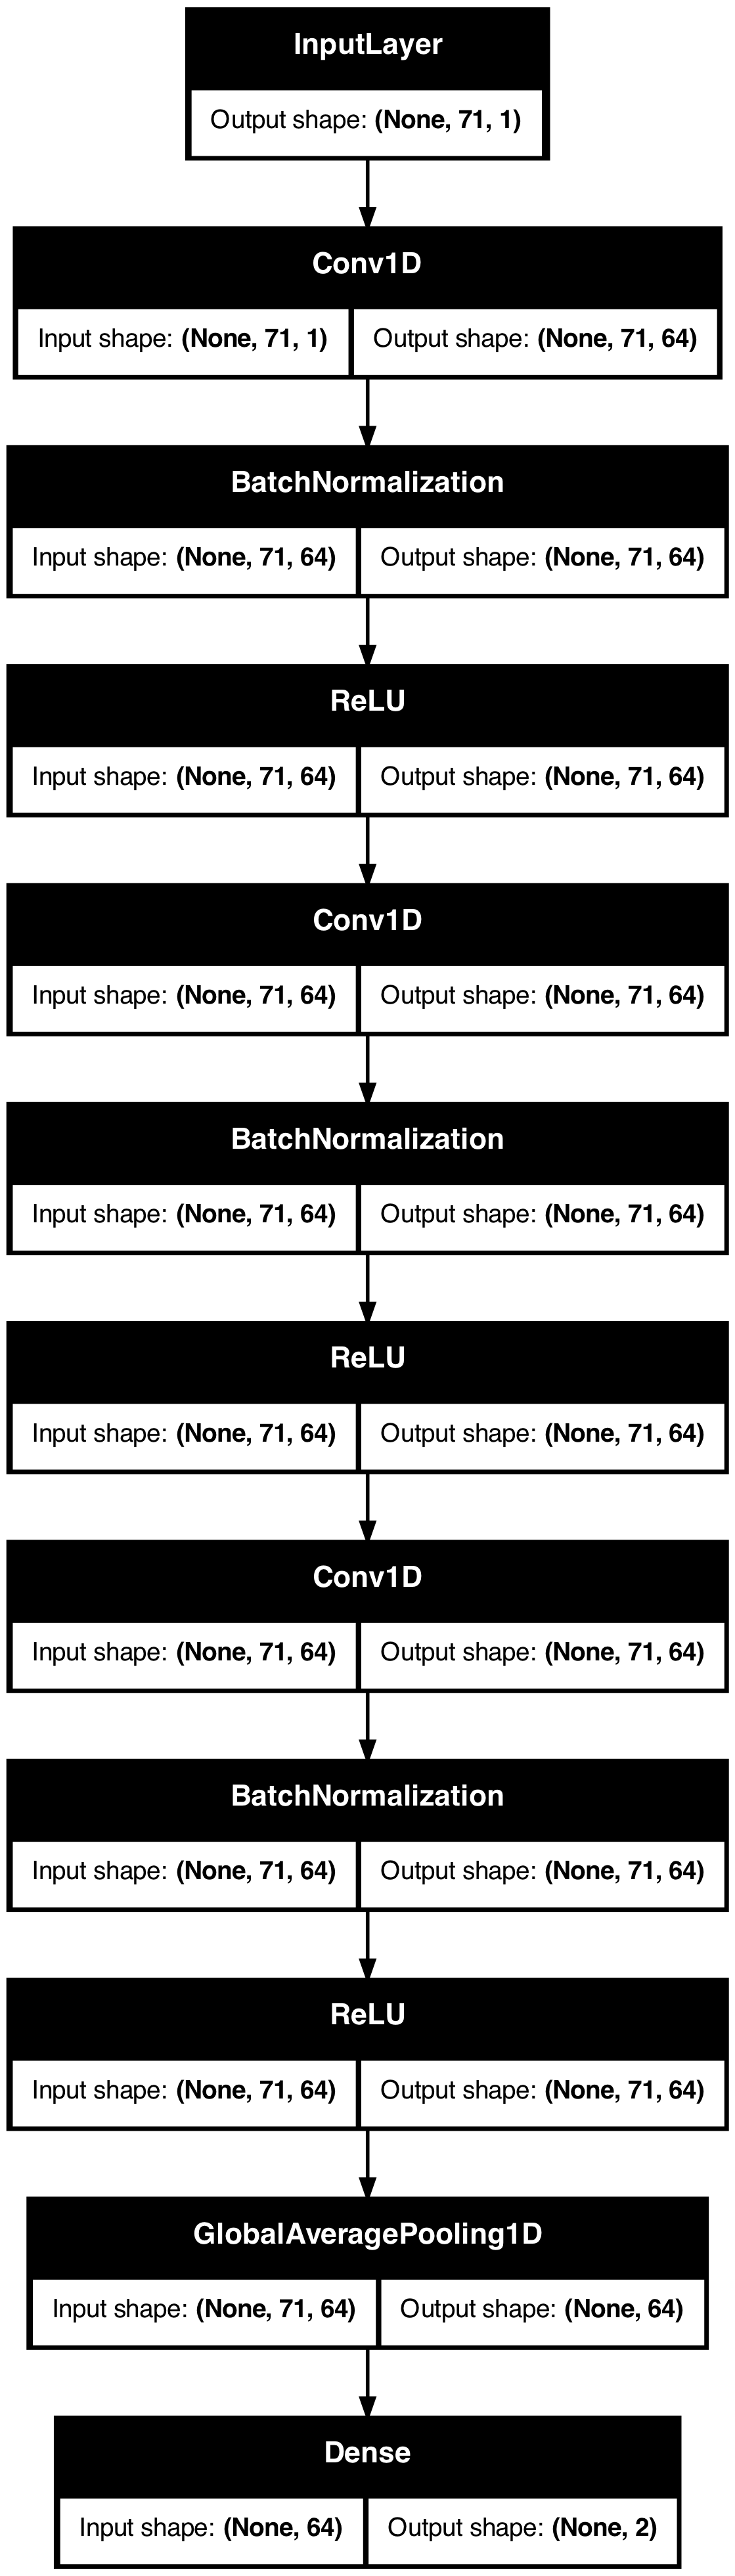 InputLayer
Output shape: (None, 71, 1)
Conv1D
Input shape: (None, 71, 1) Output shape: (None, 71, 64)
BatchNormalization
Input shape: (None, 71, 64) Output shape: (None, 71, 64)
ReLU
Input shape: (None, 71, 64) Output shape: (None, 71, 64)
Conv1D
Input shape: (None, 71, 64) Output shape: (None, 71, 64)
BatchNormalization
Input shape: (None, 71, 64) Output shape: (None, 71, 64)
ReLU
Input shape: (None, 71, 64) Output shape: (None, 71, 64)
Conv1D
Input shape: (None, 71, 64) Output shape: (None, 71, 64)
BatchNormalization
Input shape: (None, 71, 64) Output shape: (None, 71, 64)
ReLU
Input shape: (None, 71, 64) Output shape: (None, 71, 64)
GlobalAveragePooling1D
Input shape: (None, 71, 64) Output shape: (None, 64)
Dense
Input shape: (None, 64) Output shape: (None, 2)